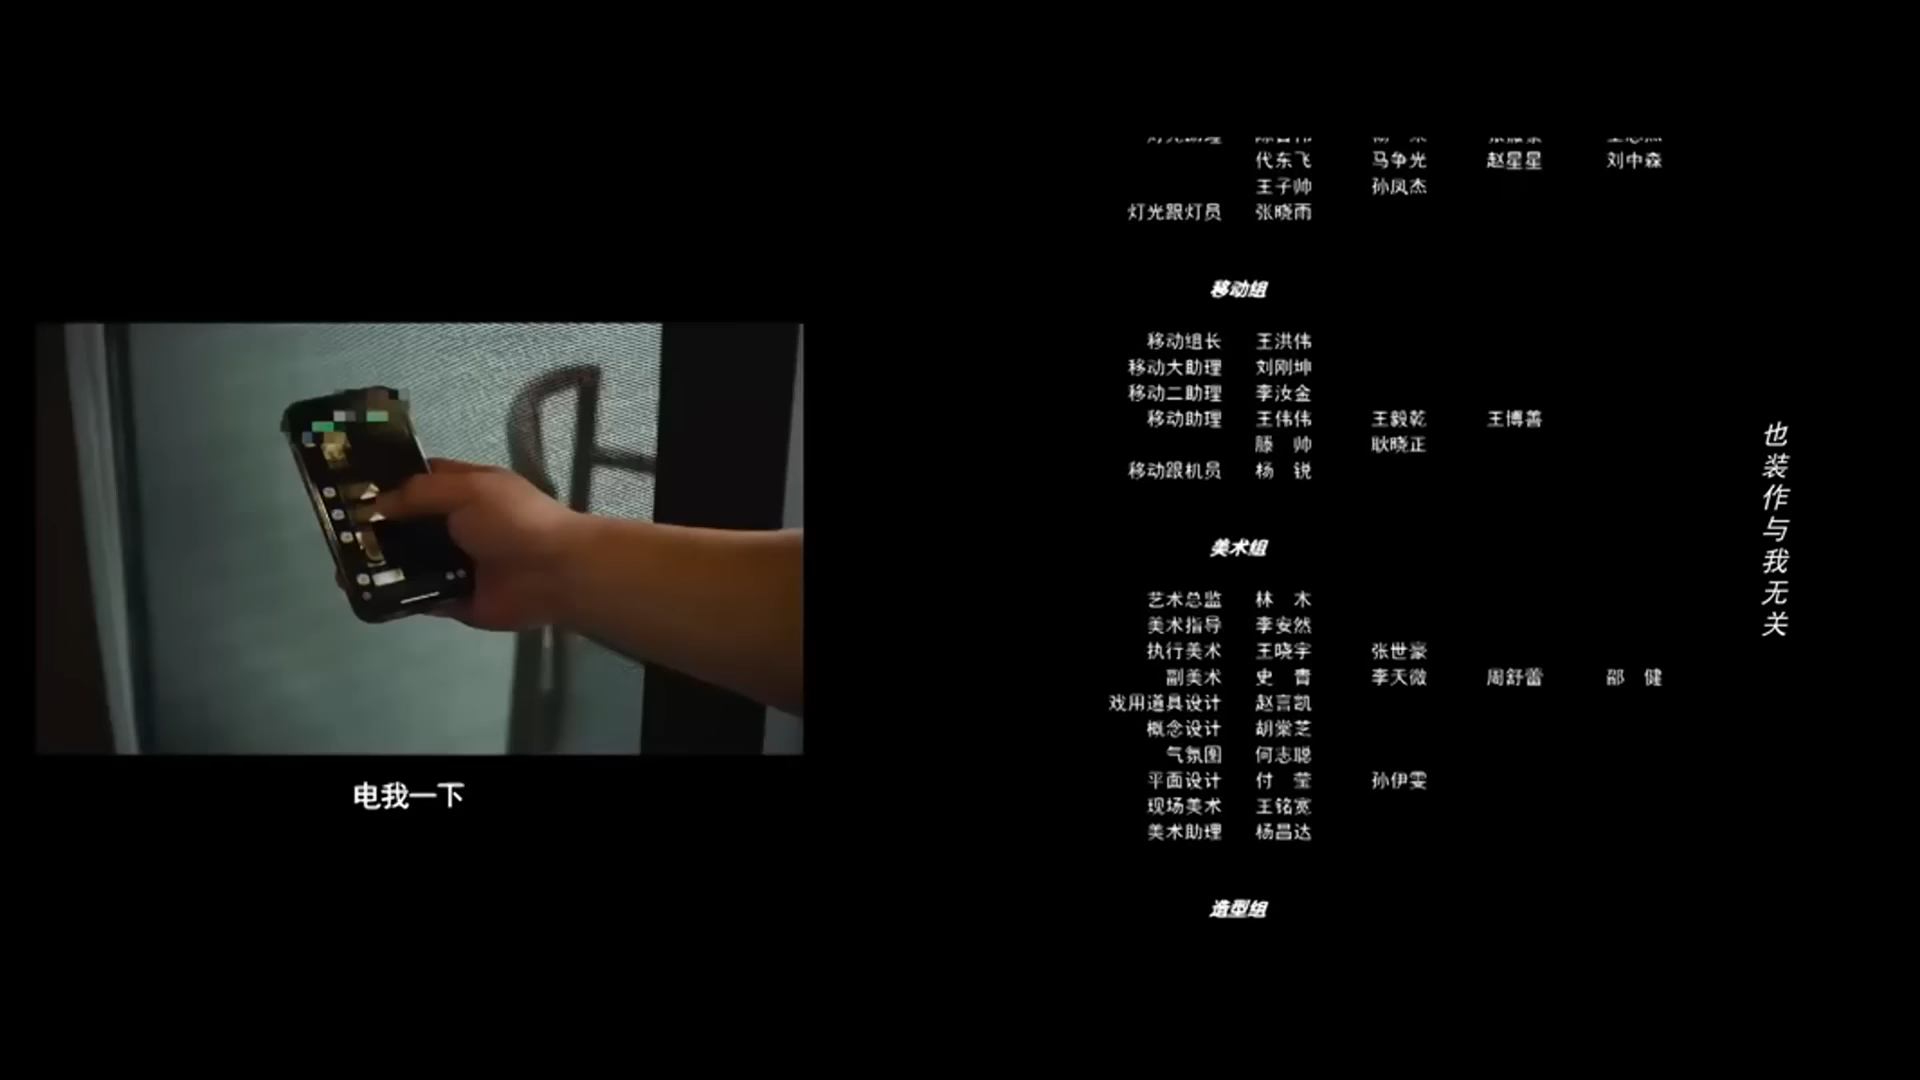 代东飞 马争光 赵星星 刘中森
王子帅 孙凤杰
灯光跟灯员 张晓雨
移动组
移动组长 王洪伟
移动大助理 刘刚坤
移动二助理 李汝金
移动助理 王伟伟 王毅乾 王博善
滕 帅 耿晓正
移动跟机员 杨 锐
美术组
艺术总监 林 木
美术指导 李安然
执行美术 王晓宇 张世豪
副美术 史 青 李天微 周舒蕾 邵 健
戏用道具设计 赵言凯
概念设计 胡棠芝
气氛图 何志聪
平面设计 付 莹 孙伊雯
现场美术 王铭宽
美术助理 杨昌达
造型组
也装作与我无关
电我一下